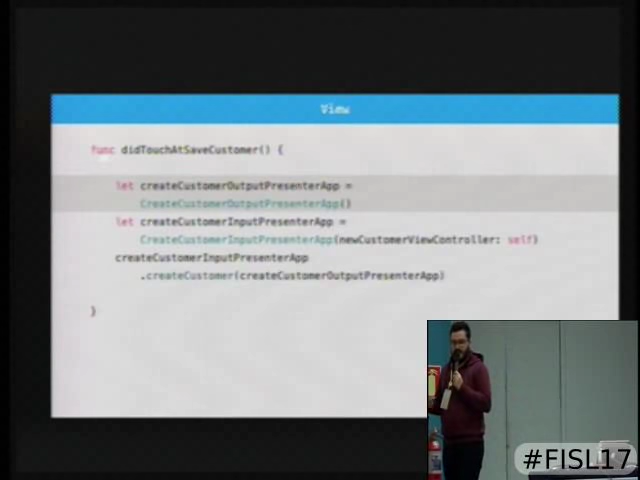 View
func didTouchAtSaveCustomer() {
let createCustomerOutputPresenterApp =
CreateCustomerOutputPresenterApp()
let createCustomerInputPresenterApp =
CreateCustomerInputPresenterApp(newCustomerViewController: self)
createCustomerInputPresenterApp
.createCustomer(createCustomerOutputPresenterApp)
}
#FISL17